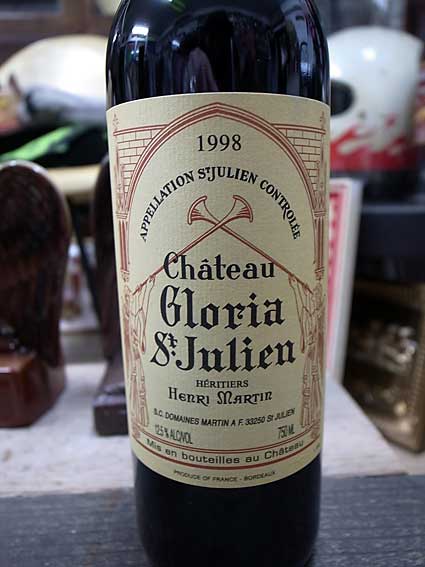 1998
APPELLATION ST JULIEN CONTRÔLÉE
Château
Gloria
St. Julien
HÉRITIERS
HENRI MARTIN
S.C. DOMAINES MARTIN A F. 33250 St JULIEN
12,5 % ALC/VOL 750 ML
Mis en bouteilles au Château
PRODUCE OF FRANCE - BORDEAUX